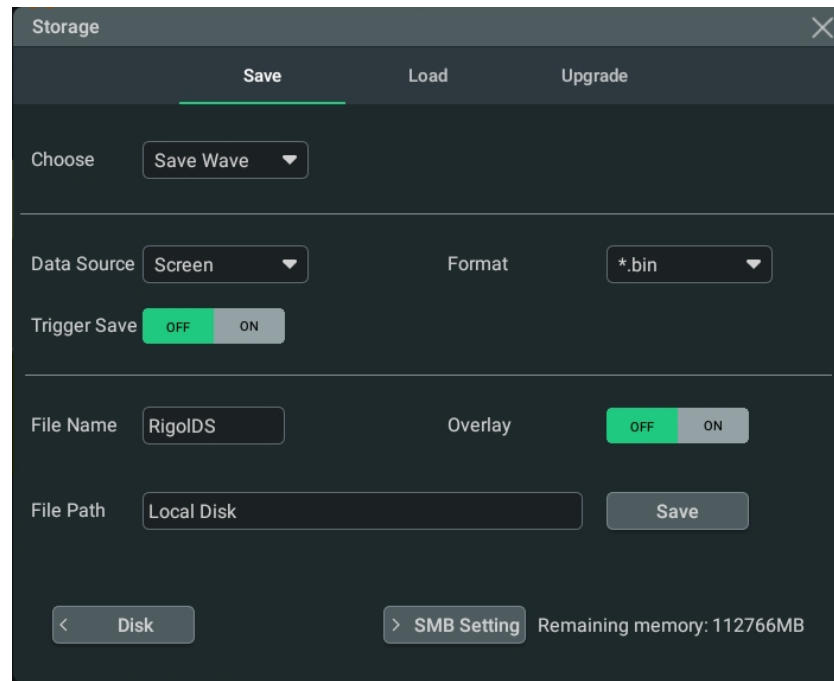 Storage
Save Load Upgrade
Choose Save Wave
Data Source Screen Format *.bin
Trigger Save OFF ON
File Name RigolDS Overlay OFF ON
File Path Local Disk Save
< Disk > SMB Setting Remaining memory: 112766MB